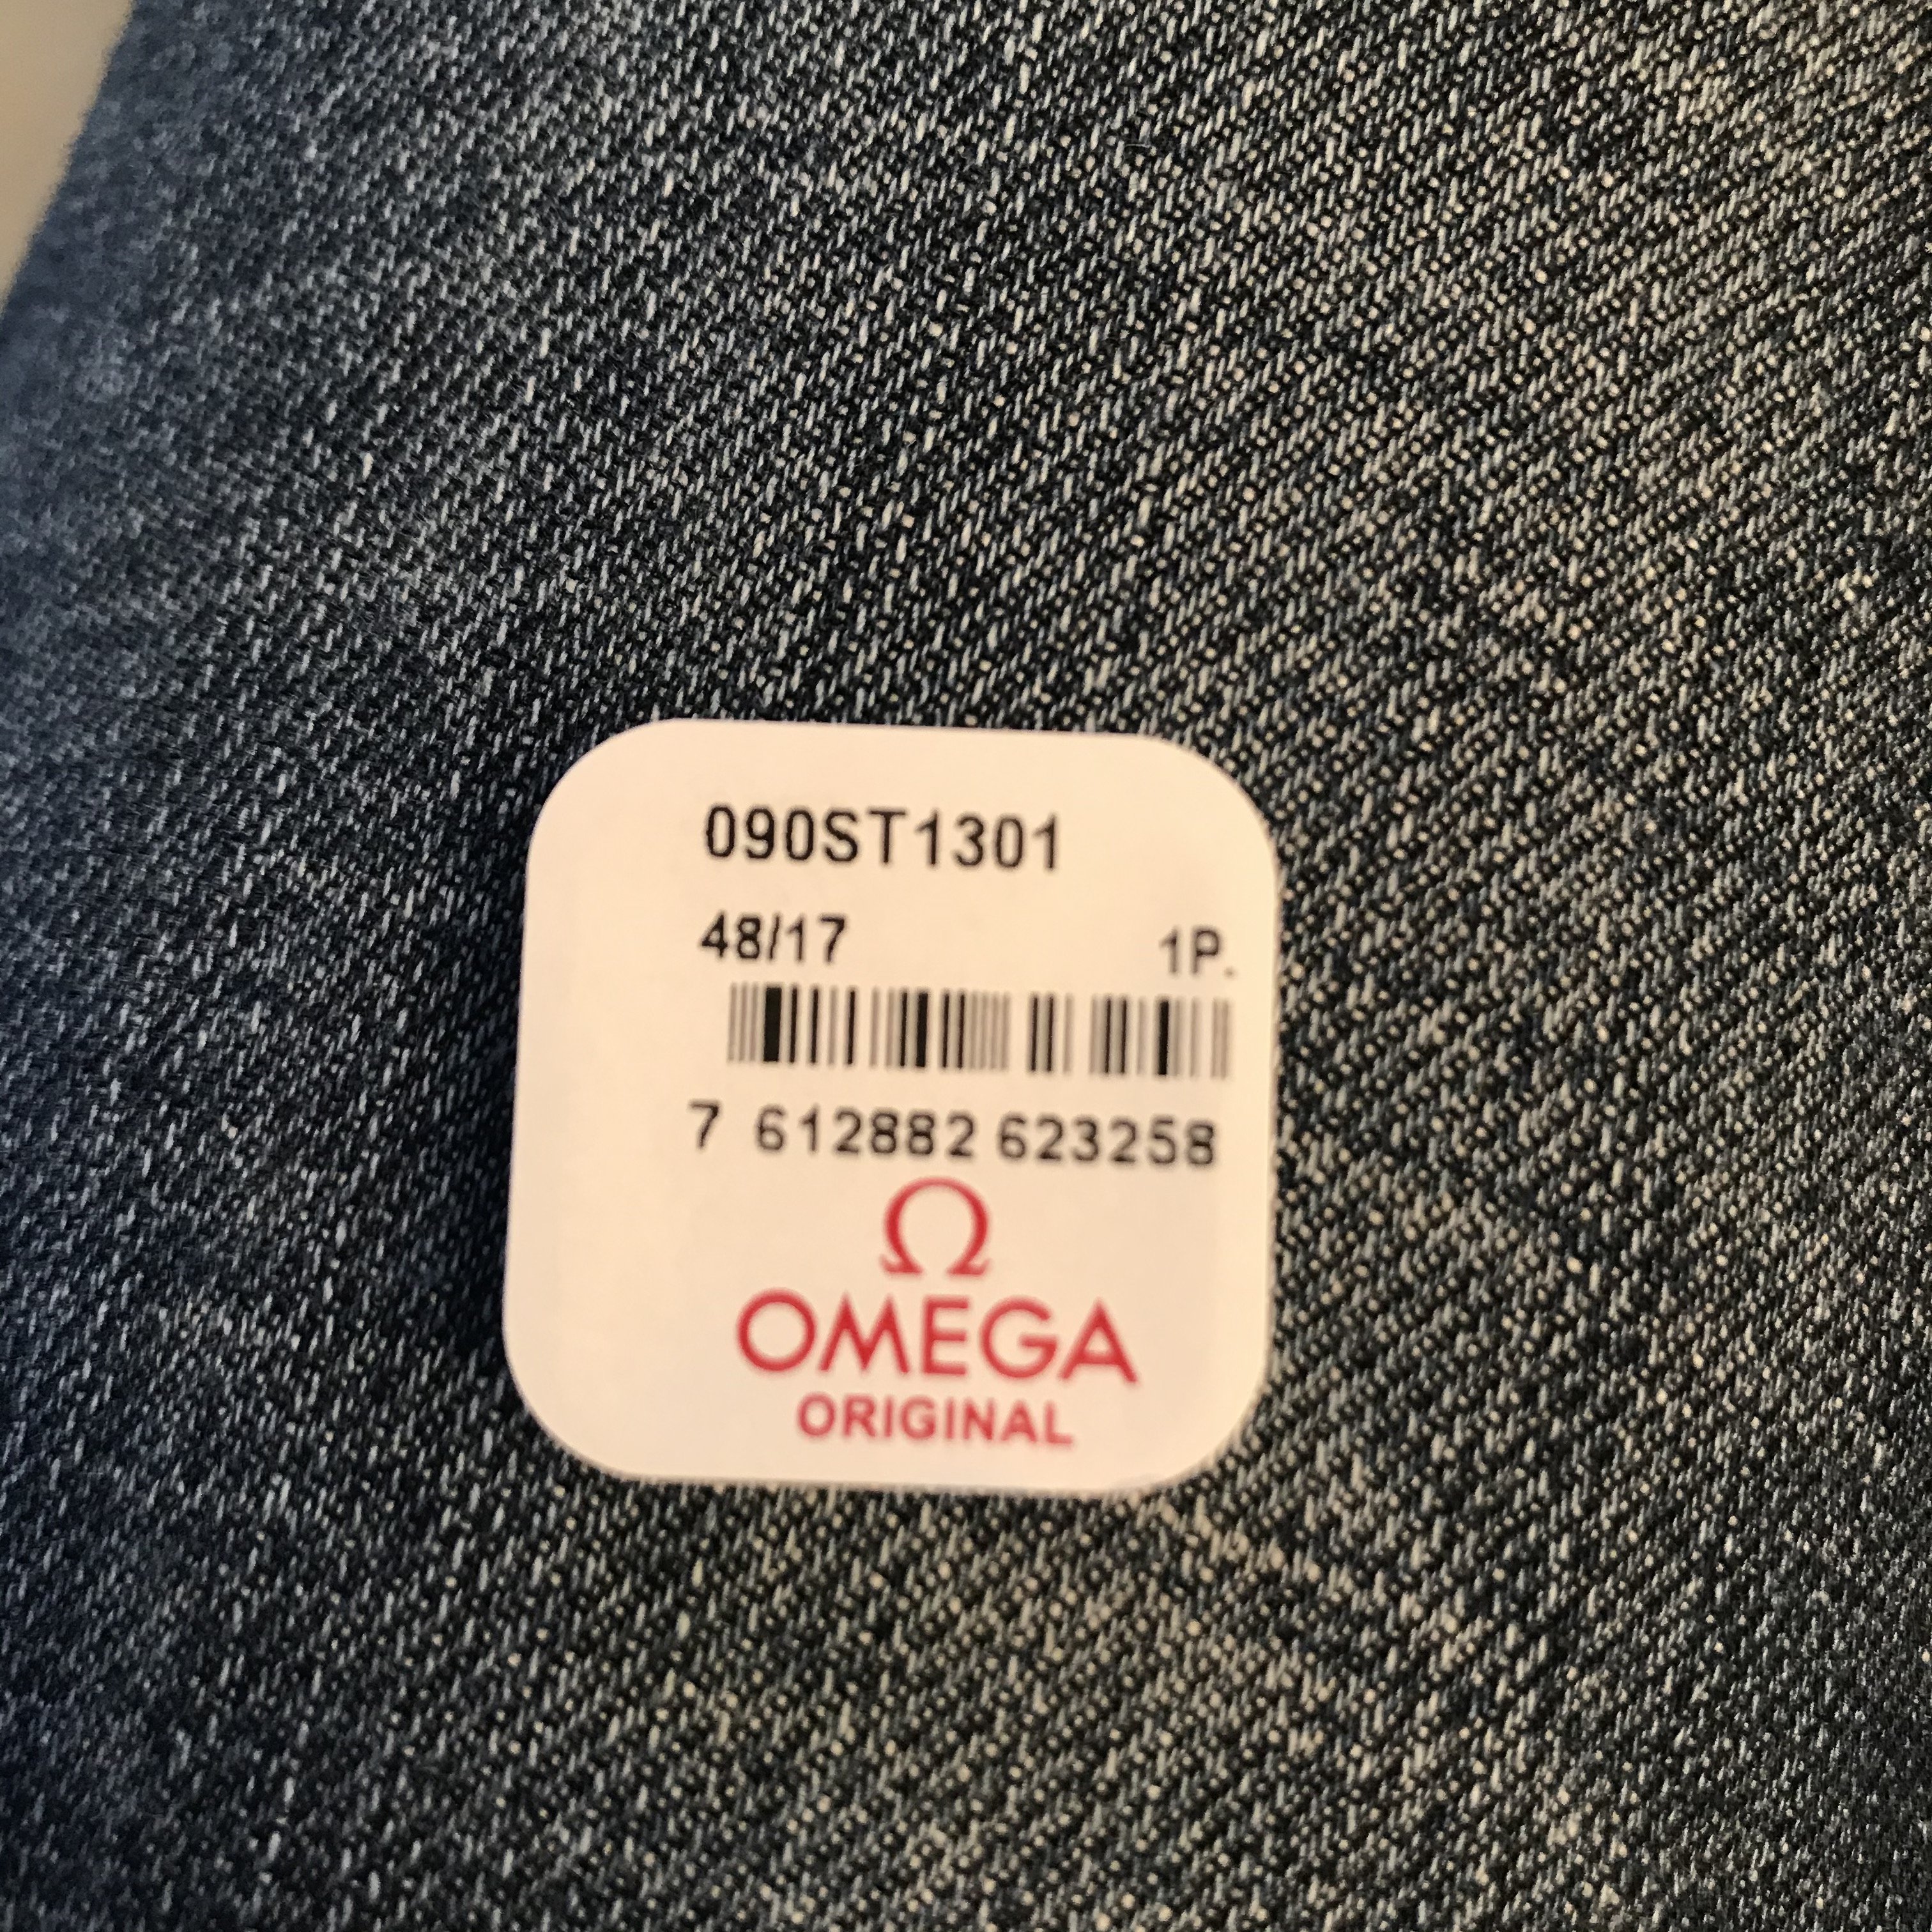 090ST1301
48/17 1P.
7 612882 623258
Ω
OMEGA
ORIGINAL